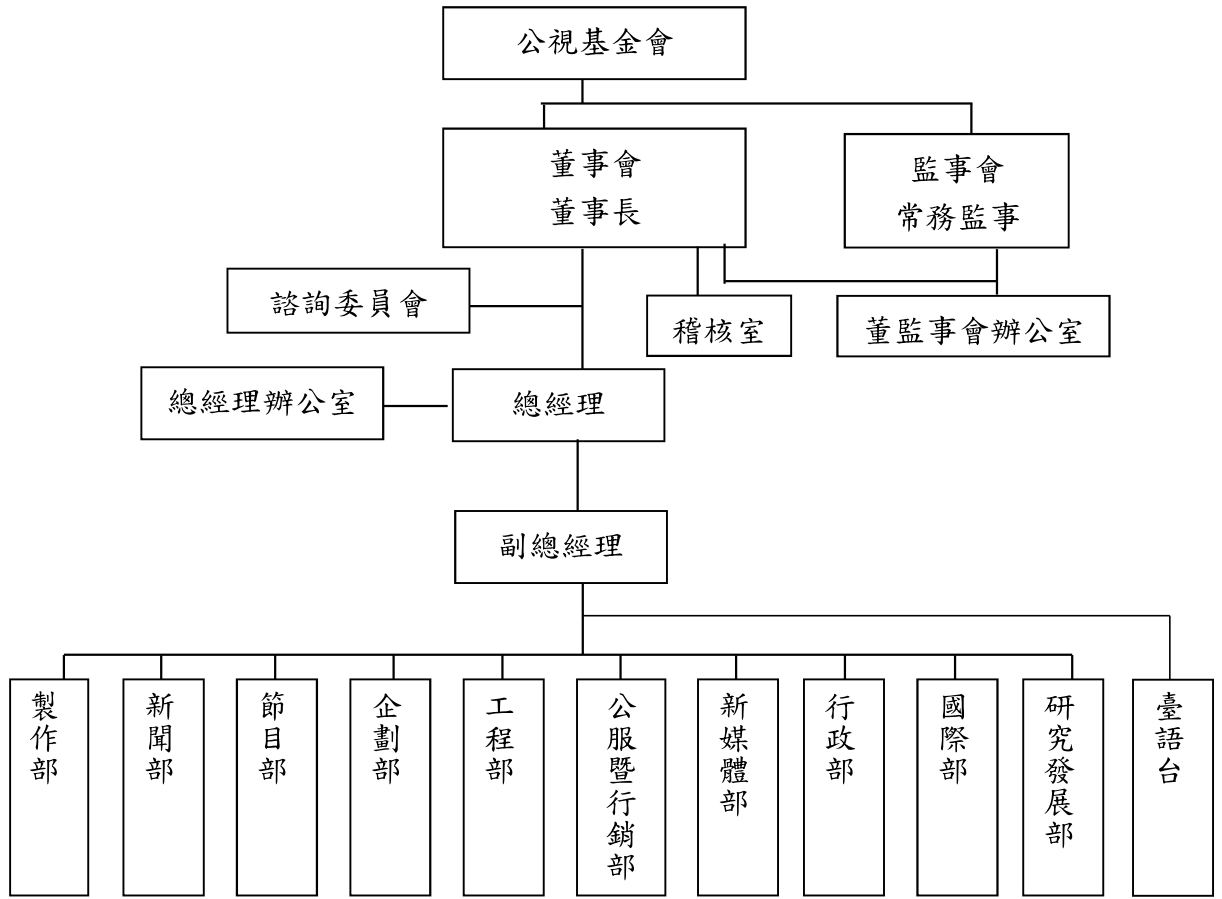 公視基金會
董事會
董事長
監事會
常務監事
諮詢委員會
稽核室
董監事會辦公室
總經理辦公室
總經理
副總經理
製作部
新聞部
節目部
企劃部
工程部
公服暨行銷部
新媒體部
行政部
國際部
研究發展部
臺語台